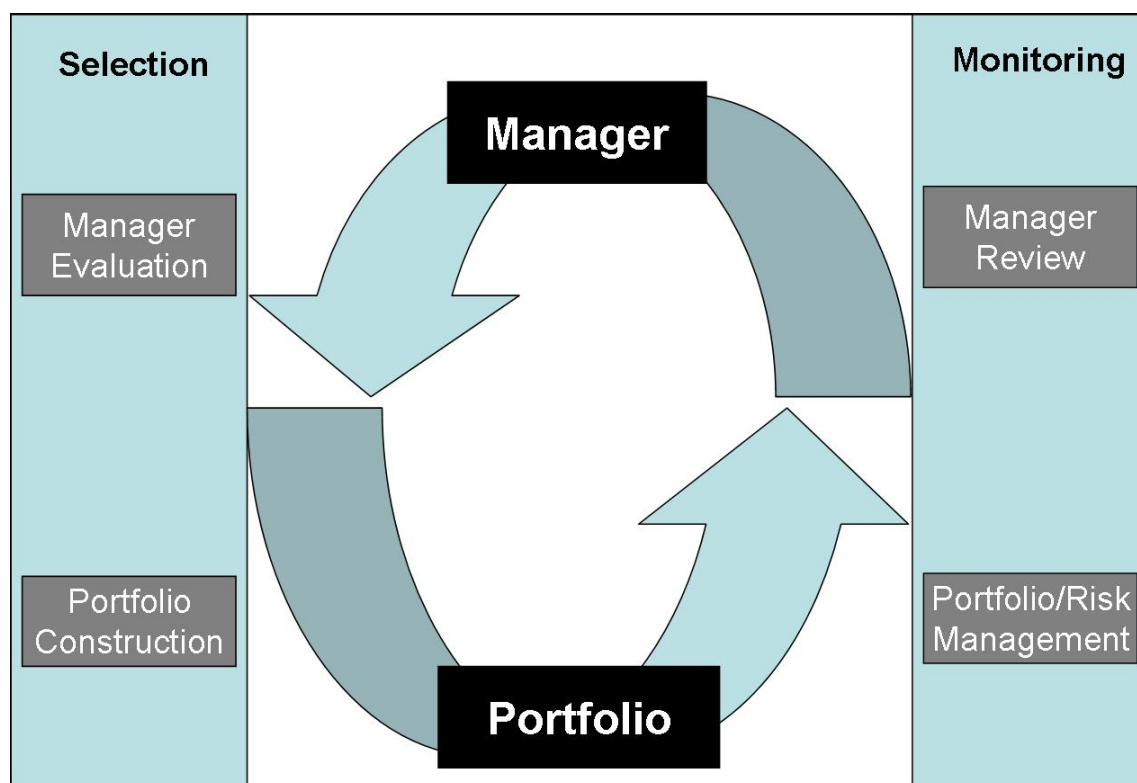 Selection
Manager
Evaluation
Portfolio
Construction
Manager
Portfolio
Monitoring
Manager
Review
Portfolio/Risk
Management